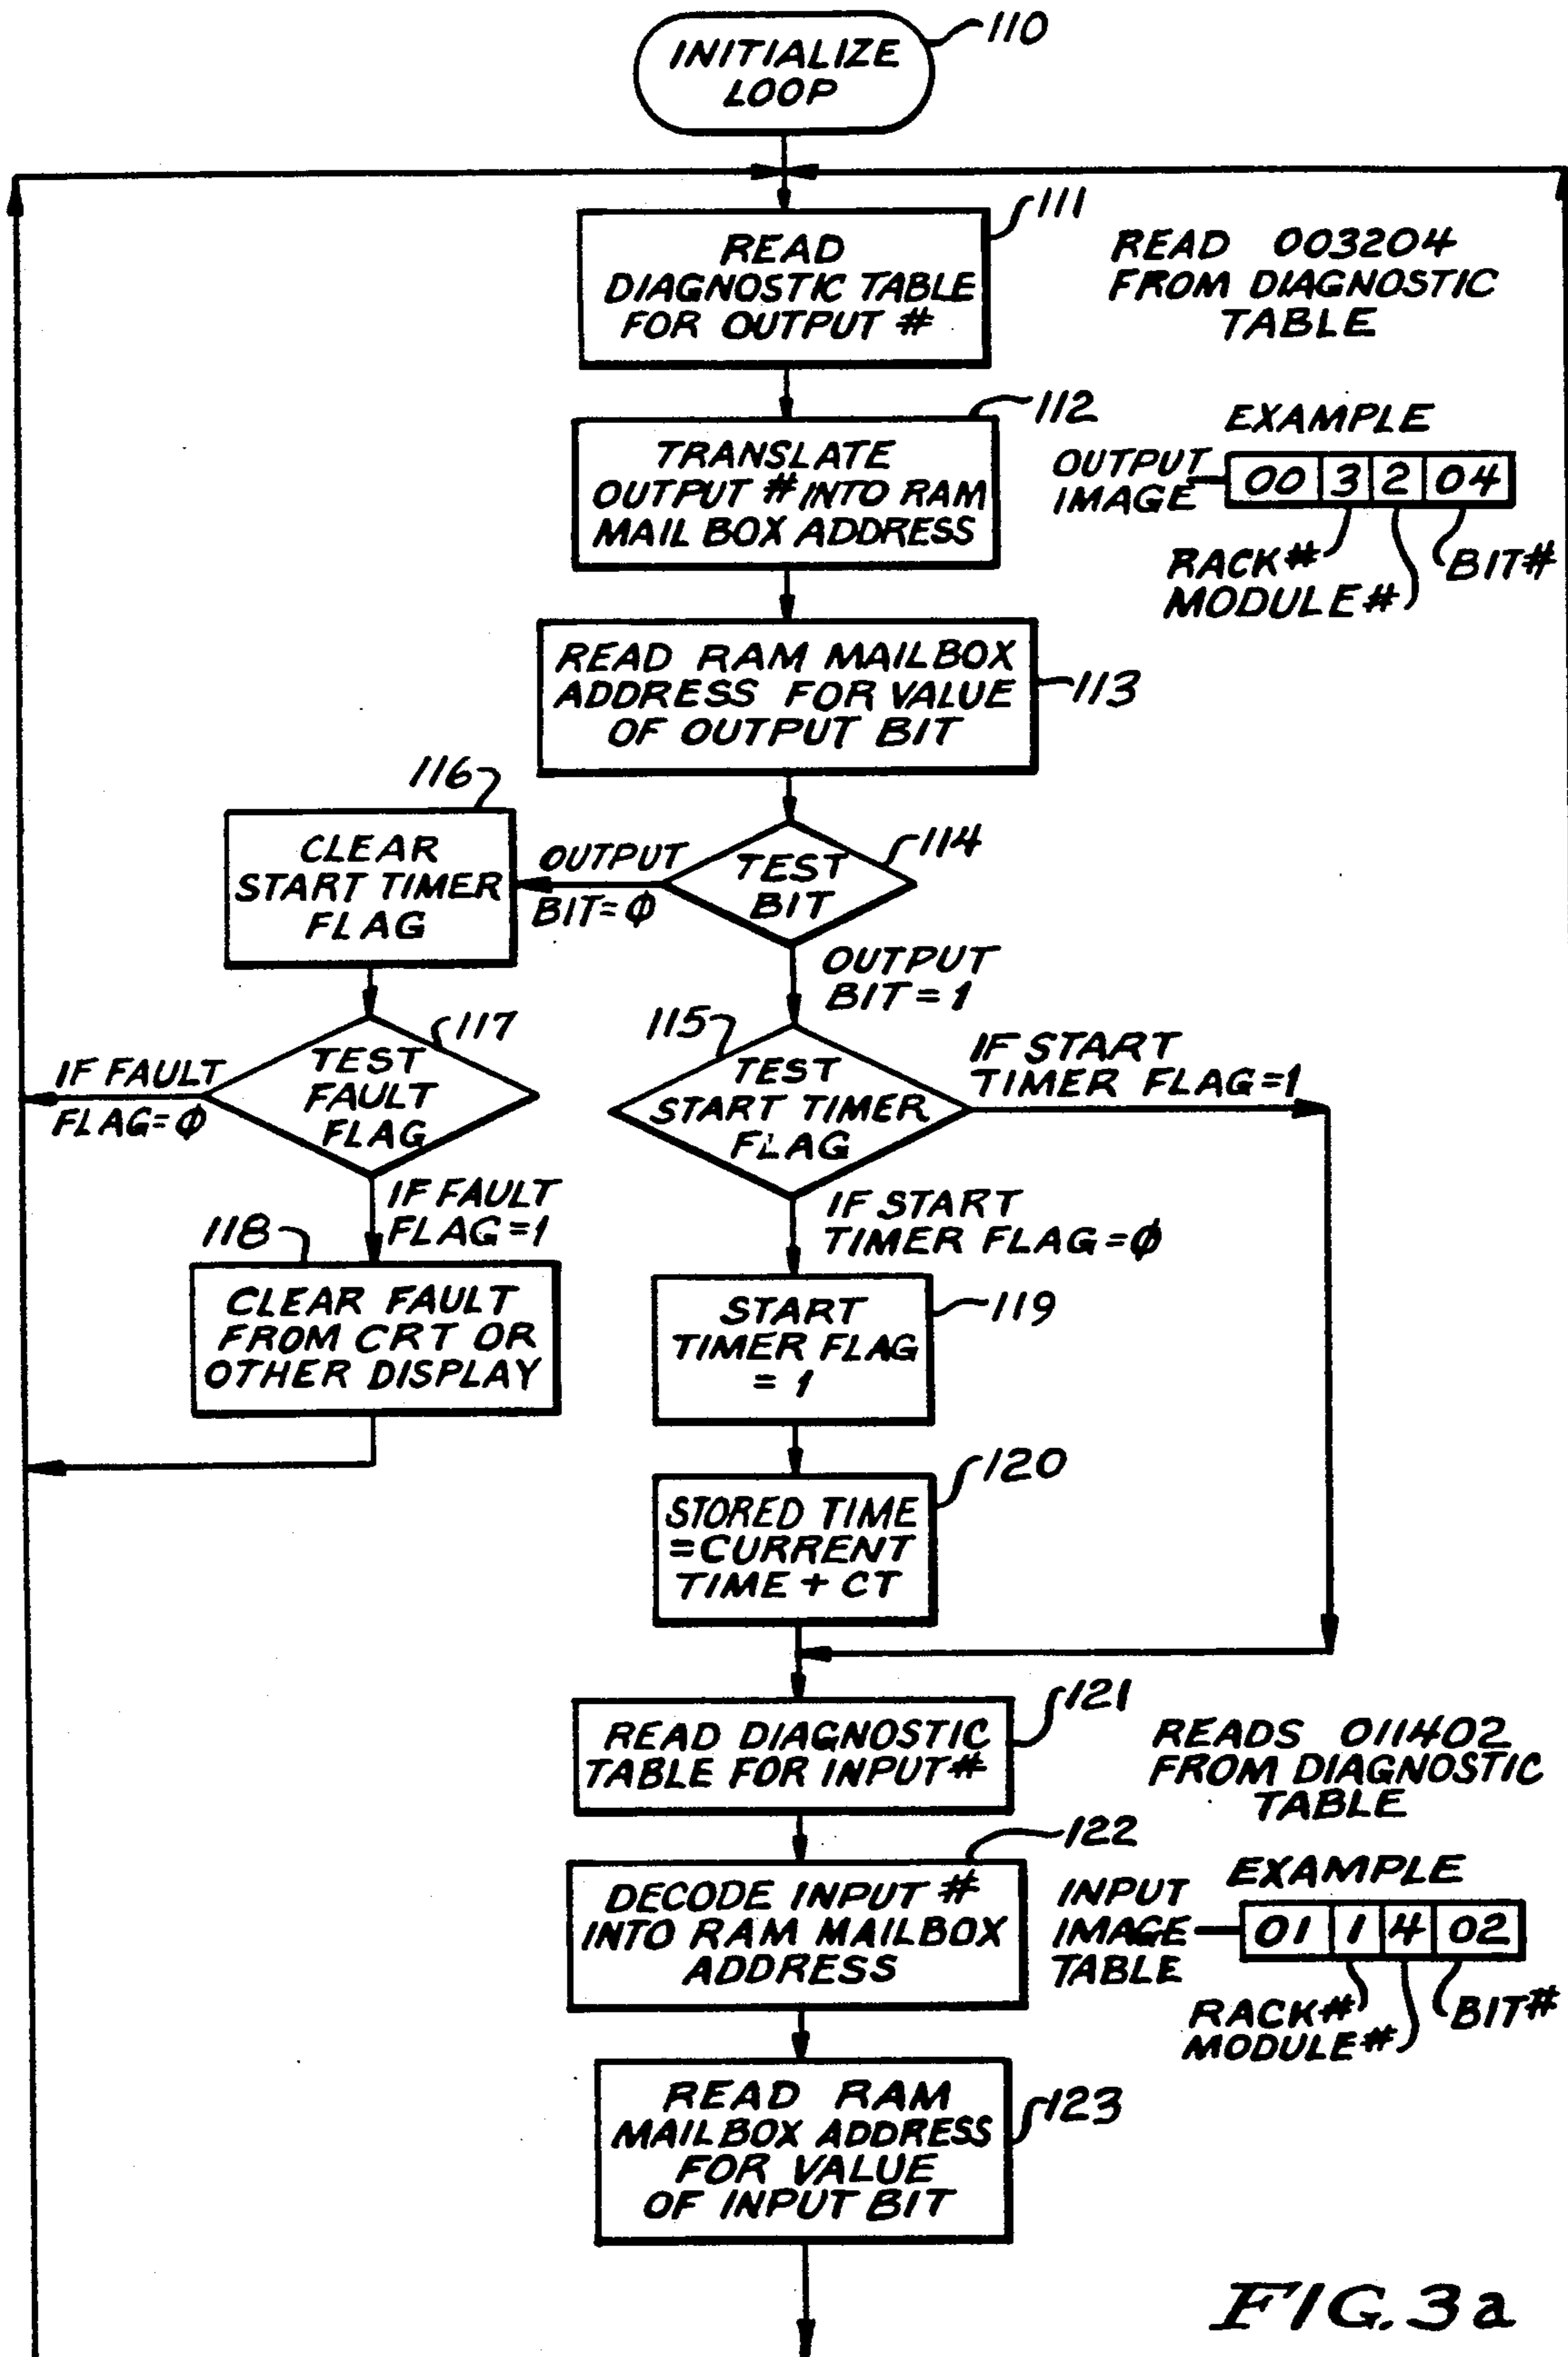 INITIALIZE
LOOP
110
READ
DIAGNOSTIC TABLE
FOR OUTPUT #
111
READ 003204
FROM DIAGNOSTIC
TABLE
TRANSLATE
OUTPUT # INTO RAM
MAIL BOX ADDRESS
112
EXAMPLE
OUTPUT
IMAGE
00 3 2 04
RACK#
MODULE#
BIT#
READ RAM MAILBOX
ADDRESS FOR VALUE
OF OUTPUT BIT
113
TEST
BIT
114
OUTPUT
BIT=φ
116
CLEAR
START TIMER
FLAG
OUTPUT
BIT=1
117
TEST
FAULT
FLAG
IF FAULT
FLAG=φ
115
TEST
START TIMER
FLAG
IF START
TIMER FLAG=1
IF FAULT
FLAG=1
IF START
TIMER FLAG=φ
118
CLEAR FAULT
FROM CRT OR
OTHER DISPLAY
START
TIMER FLAG
= 1
119
STORED TIME
=CURRENT
TIME + CT
120
READ DIAGNOSTIC
TABLE FOR INPUT#
121
READS 011402
FROM DIAGNOSTIC
TABLE
DECODE INPUT #
INTO RAM MAILBOX
ADDRESS
122
EXAMPLE
INPUT
IMAGE
TABLE
01 1 4 02
RACK#
MODULE#
BIT#
READ RAM
MAILBOX ADDRESS
FOR VALUE
OF INPUT BIT
123
FIG. 3a